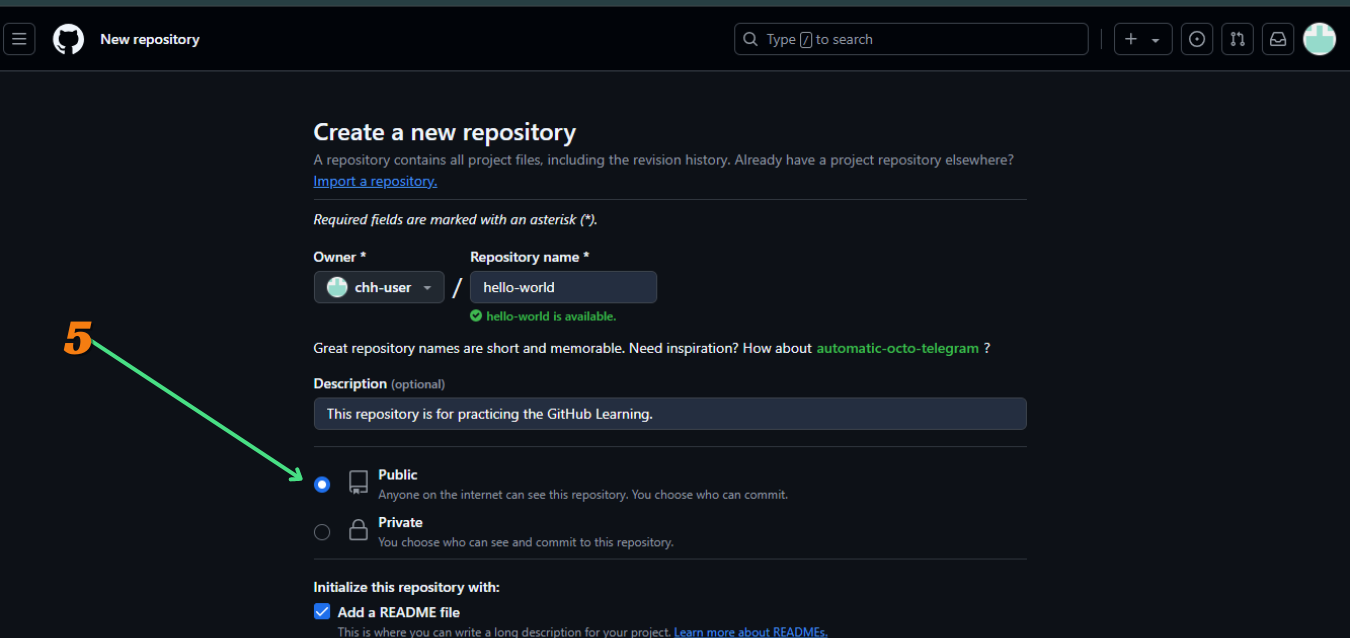 New repository
Type / to search
Create a new repository
A repository contains all project files, including the revision history. Already have a project repository elsewhere?
Import a repository.
Required fields are marked with an asterisk (*).
Owner * Repository name *
chh-user / hello-world
hello-world is available.
Great repository names are short and memorable. Need inspiration? How about automatic-octo-telegram ?
5
Description (optional)
This repository is for practicing the GitHub Learning.
Public
Anyone on the internet can see this repository. You choose who can commit.
Private
You choose who can see and commit to this repository.
Initialize this repository with:
Add a README file
This is where you can write a long description for your project. Learn more about READMEs.